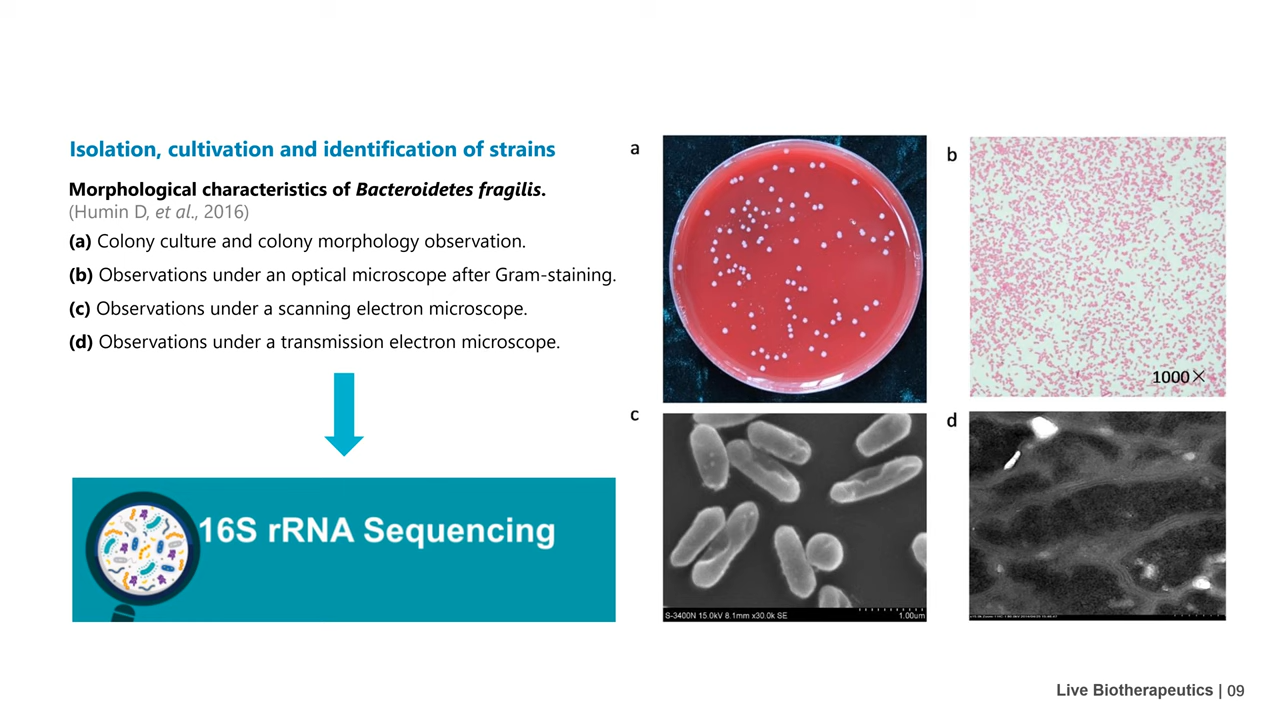 Isolation, cultivation and identification of strains
Morphological characteristics of Bacteroidetes fragilis.
(Humin D, et al., 2016)
(a) Colony culture and colony morphology observation.
(b) Observations under an optical microscope after Gram-staining.
(c) Observations under a scanning electron microscope.
(d) Observations under a transmission electron microscope.
16S rRNA Sequencing
a
b
1000×
c
S-3400N 15.0kV 8.1mm x30.0k SE 1.00um
d
Live Biotherapeutics | 09